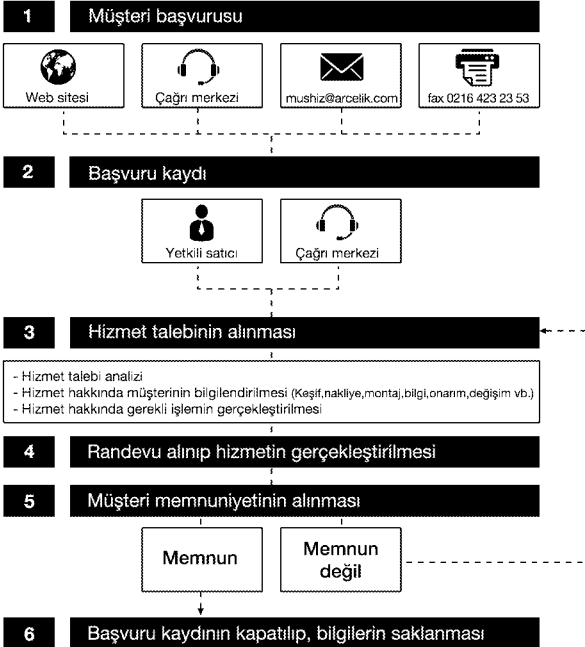 1 Müşteri başvurusu
Web sitesi
Çağrı merkezi
mushiz@arcelik.com
fax 0216 423 23 53
2 Başvuru kaydı
Yetkili satıcı
Çağrı merkezi
3 Hizmet talebinin alınması
- Hizmet talebi analizi
- Hizmet hakkında müşterinin bilgilendirilmesi (Keşif,nakliye,montaj,bilgi,onarım,değişim vb.)
- Hizmet hakkında gerekli işlemin gerçekleştirilmesi
4 Randevu alınıp hizmetin gerçekleştirilmesi
5 Müşteri memnuniyetinin alınması
Memnun
Memnun
değil
6 Başvuru kaydının kapatılıp, bilgilerin saklanması